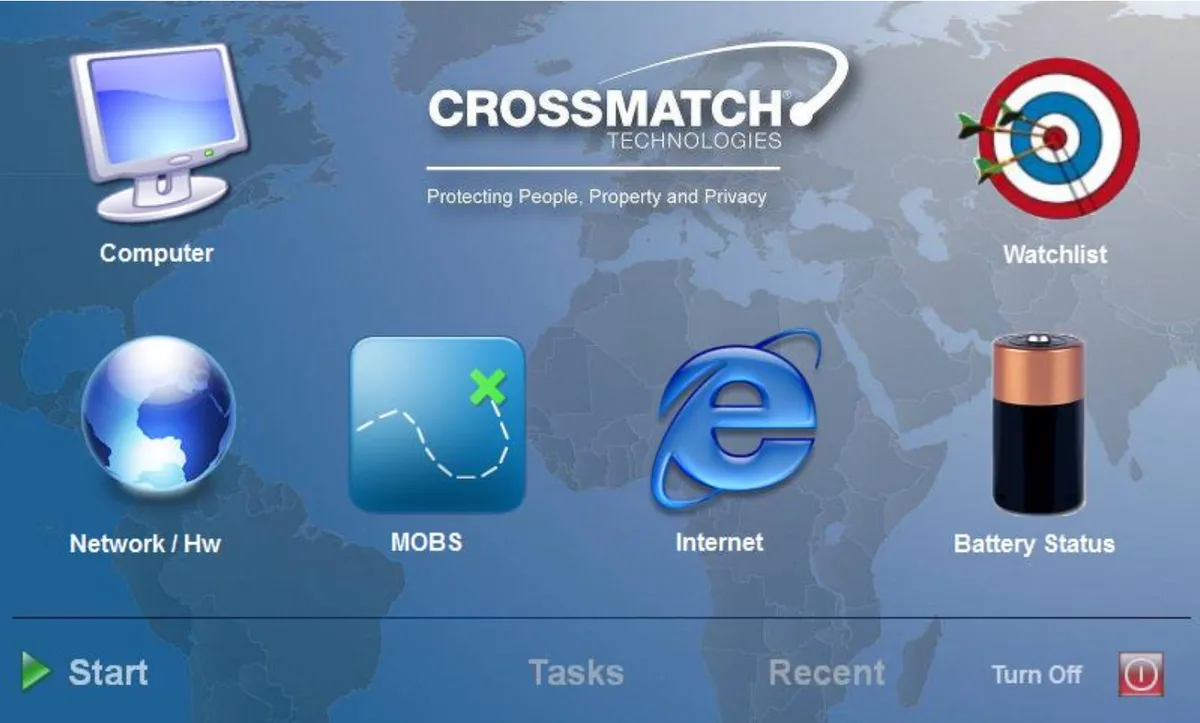 CROSSMATCH®
TECHNOLOGIES
Protecting People, Property and Privacy
Computer
Watchlist
Network / Hw
MOBS
Internet
Battery Status
Start
Tasks
Recent
Turn Off